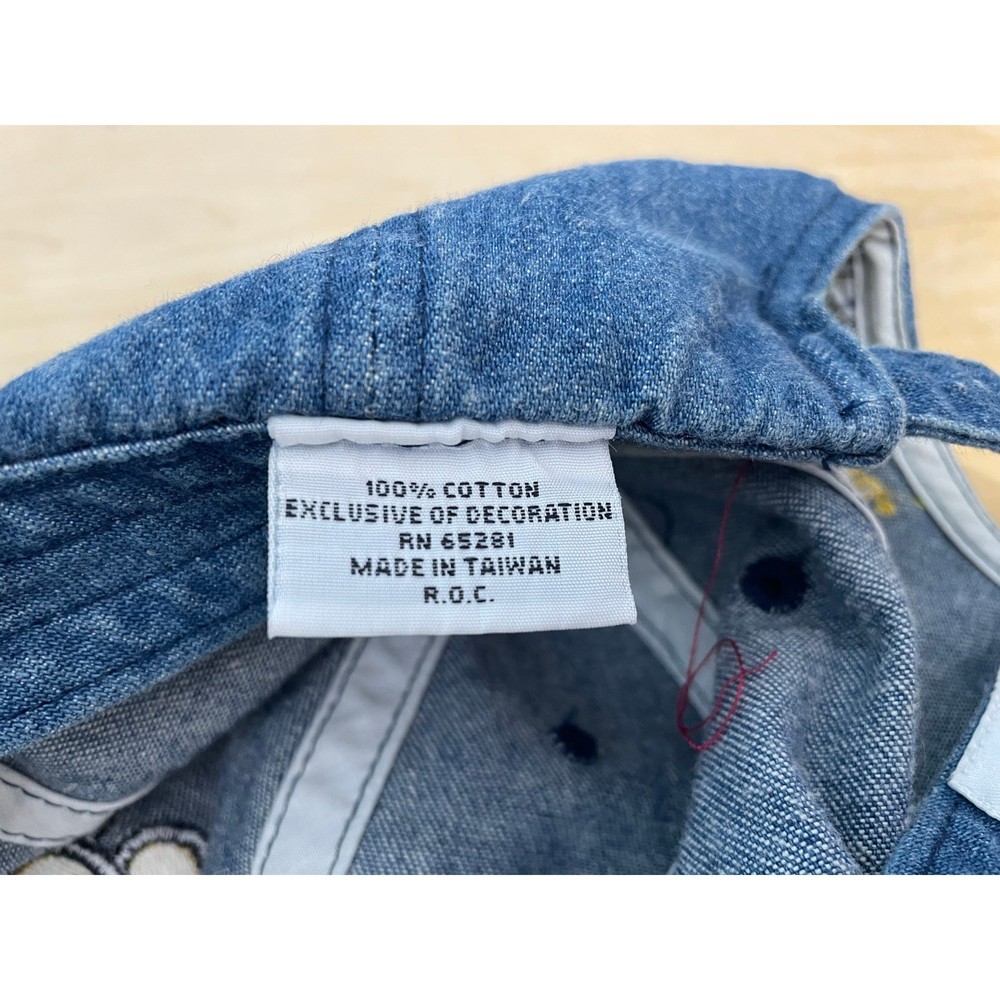 100% COTTON
EXCLUSIVE OF DECORATION
RN 65281
MADE IN TAIWAN
R.O.C.